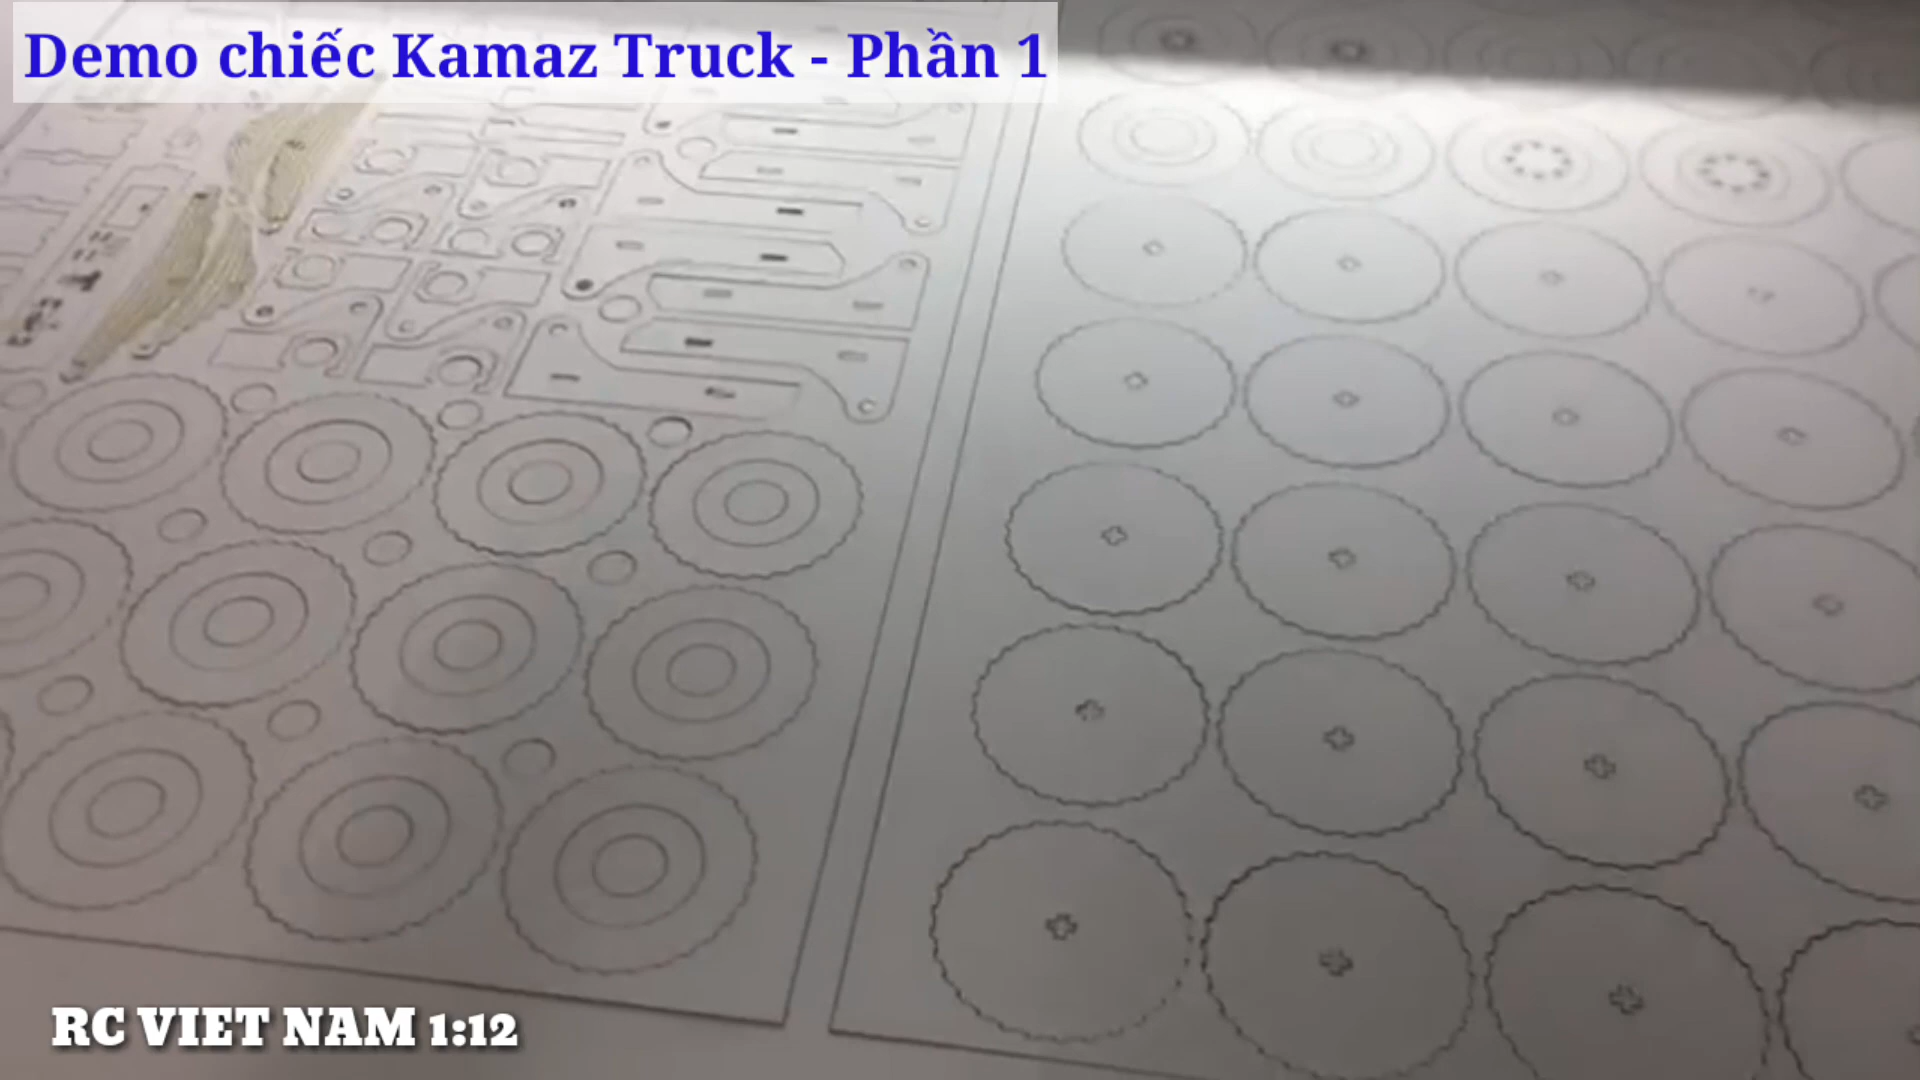 Demo chiếc Kamaz Truck - Phần 1
RC VIET NAM 1:12